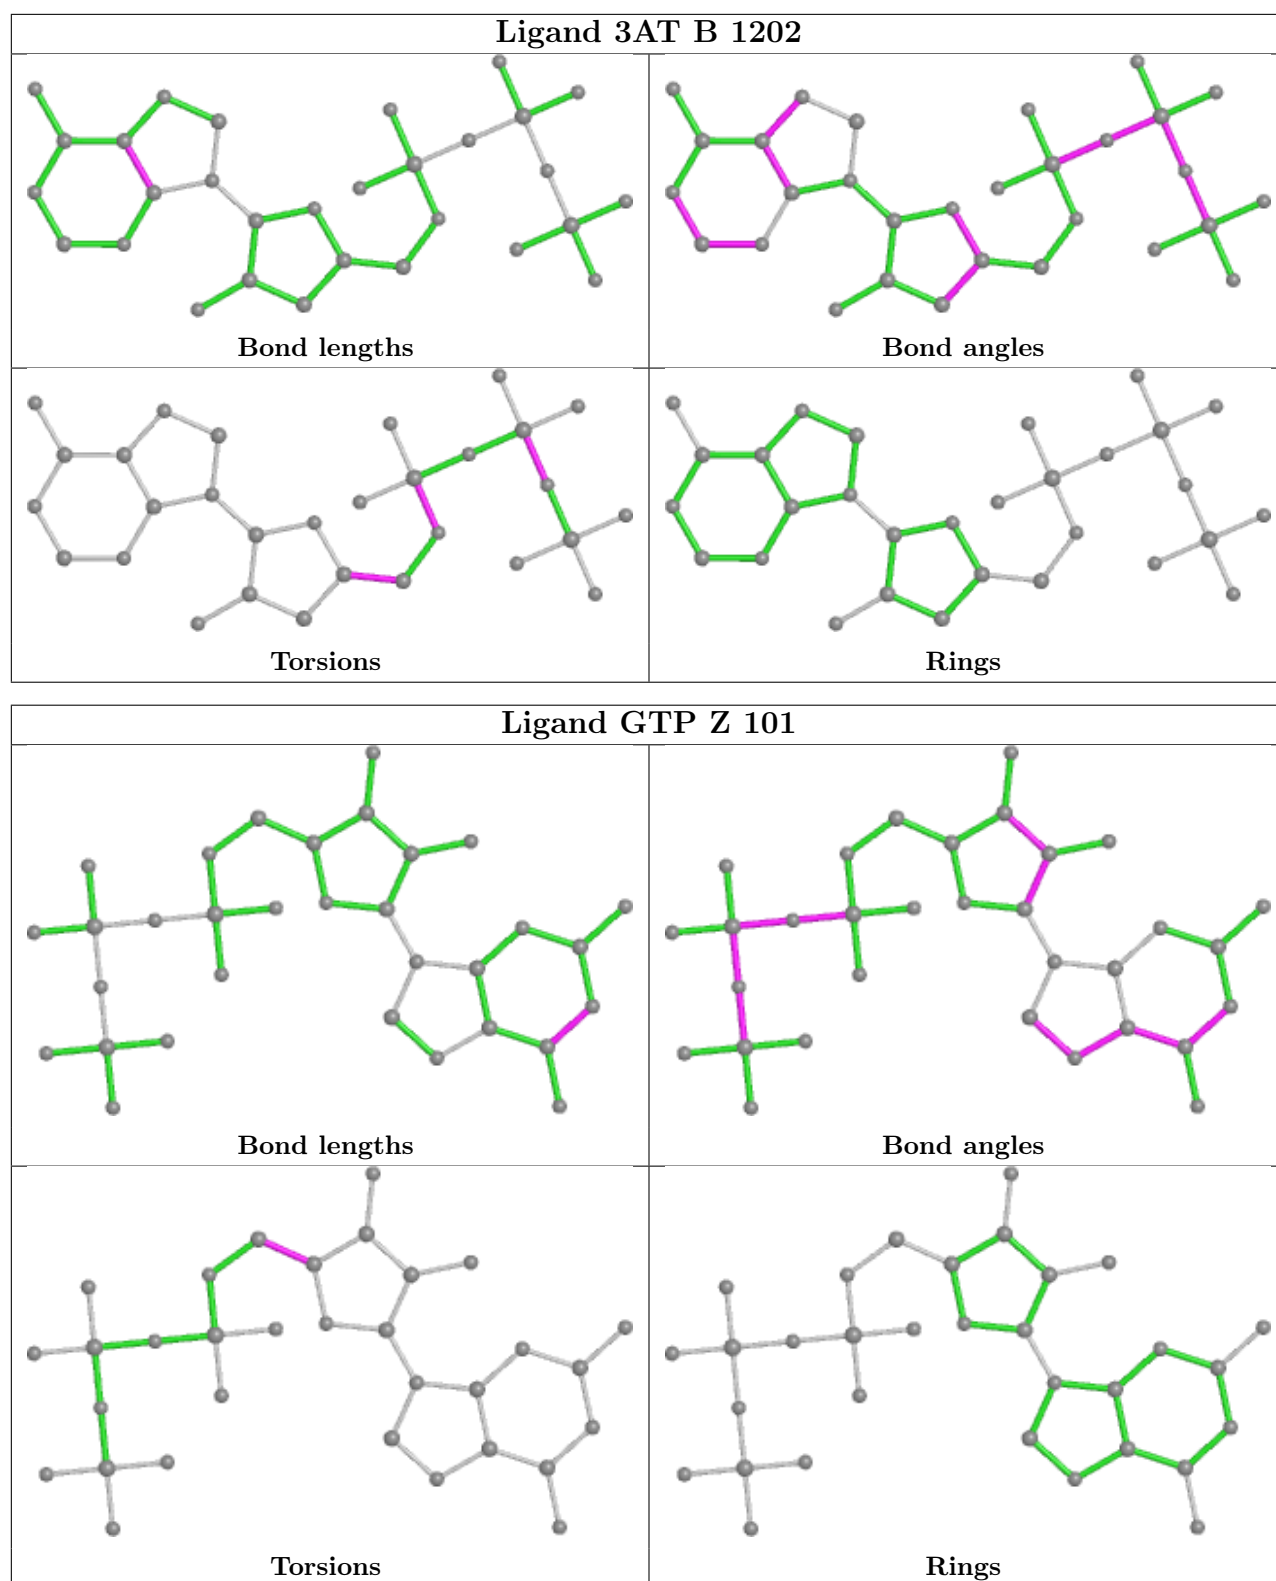 Ligand 3AT B 1202
Bond lengths
Bond angles
Torsions
Rings
Ligand GTP Z 101
Bond lengths
Bond angles
Torsions
Rings